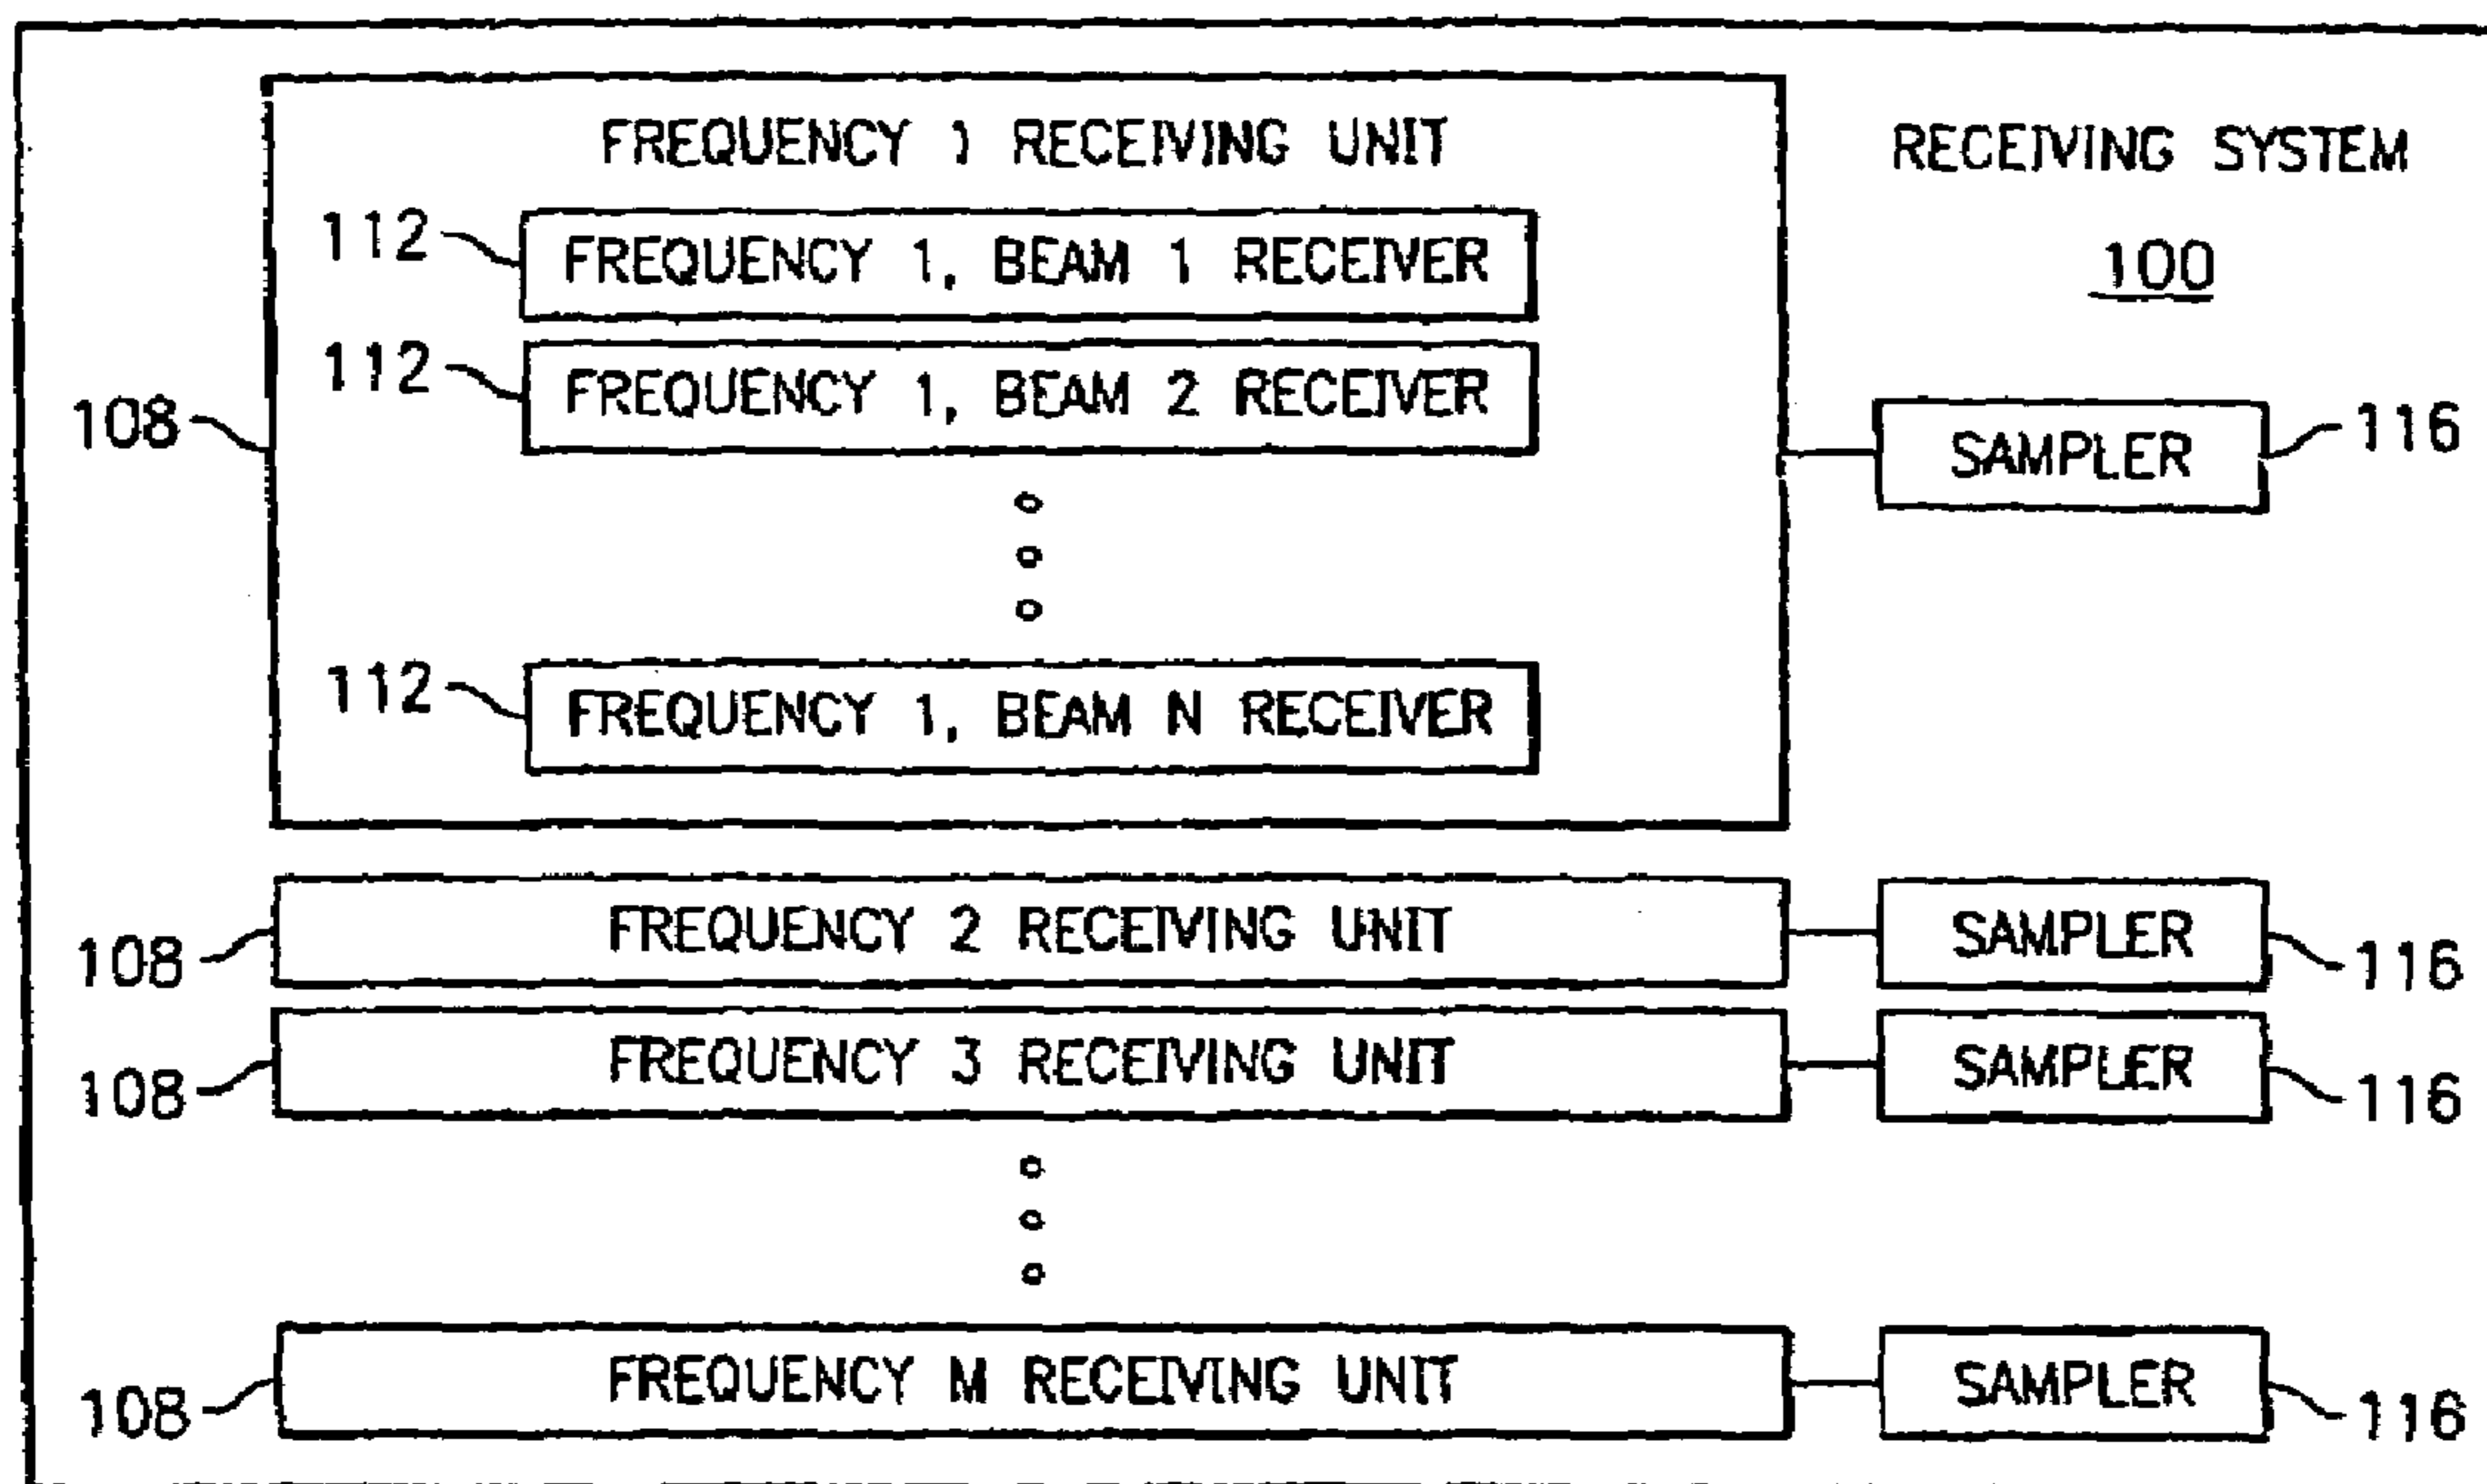 FREQUENCY 1 RECEIVING UNIT
RECEIVING SYSTEM
100
112
FREQUENCY 1, BEAM 1 RECEIVER
112
FREQUENCY 1, BEAM 2 RECEIVER
108
SAMPLER
116
112
FREQUENCY 1, BEAM N RECEIVER
108
FREQUENCY 2 RECEIVING UNIT
SAMPLER
116
108
FREQUENCY 3 RECEIVING UNIT
SAMPLER
116
108
FREQUENCY M RECEIVING UNIT
SAMPLER
116